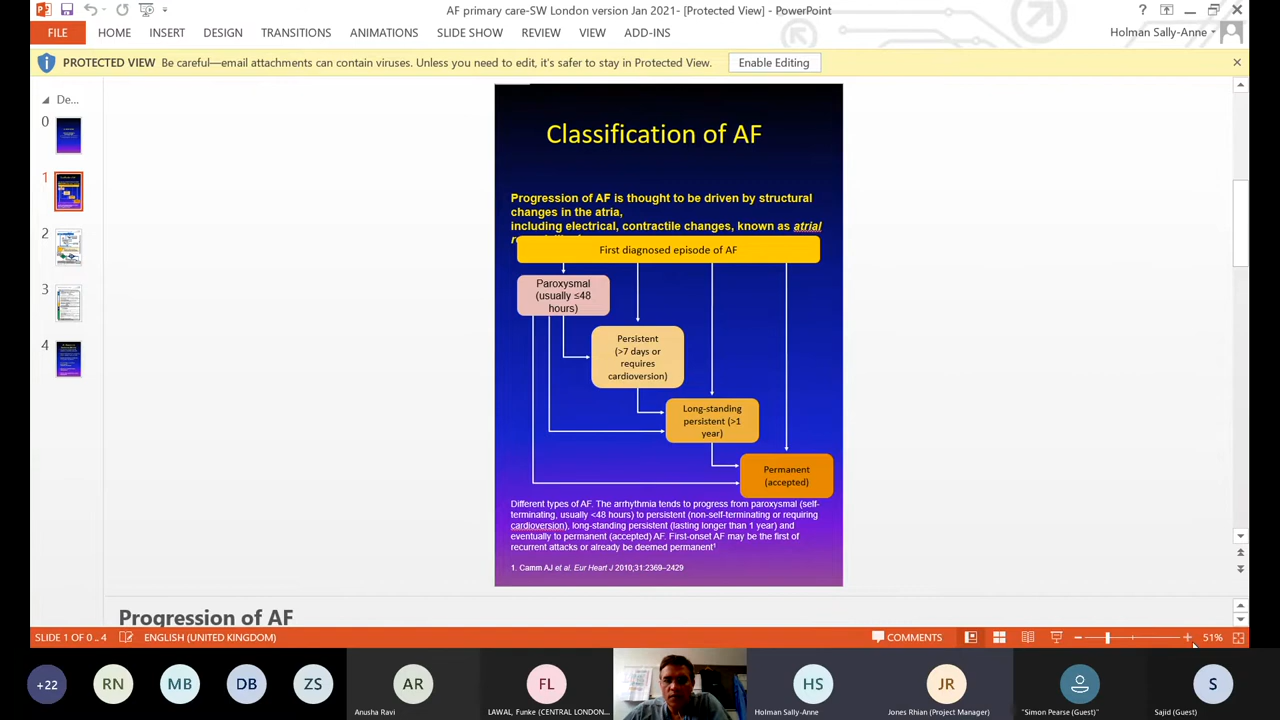 AF primary care-SW London version Jan 2021- [Protected View] - PowerPoint
FILE HOME INSERT DESIGN TRANSITIONS ANIMATIONS SLIDE SHOW REVIEW VIEW ADD-INS
Holman Sally-Anne
PROTECTED VIEW Be careful—email attachments can contain viruses. Unless you need to edit, it's safer to stay in Protected View. Enable Editing
De...
0
1
2
3
4
Classification of AF
Progression of AF is thought to be driven by structural
changes in the atria,
including electrical, contractile changes, known as atrial
First diagnosed episode of AF
Paroxysmal
(usually ≤48
hours)
Persistent
(>7 days or
requires
cardioversion)
Long-standing
persistent (>1
year)
Permanent
(accepted)
Different types of AF. The arrhythmia tends to progress from paroxysmal (self-
terminating, usually <48 hours) to persistent (non-self-terminating or requiring
cardioversion), long-standing persistent (lasting longer than 1 year) and
eventually to permanent (accepted) AF. First-onset AF may be the first of
recurrent attacks or already be deemed permanent¹
1. Camm AJ et al. Eur Heart J 2010;31:2369–2429
Progression of AF
SLIDE 1 OF 0 .. 4 ENGLISH (UNITED KINGDOM) COMMENTS 51%
+22 RN MB DB ZS AR FL HS JR S
Anusha Ravi LAWAL, Funke (CENTRAL LONDON... Holman Sally-Anne Jones Rhian (Project Manager) "Simon Pearse (Guest)" Sajid (Guest)